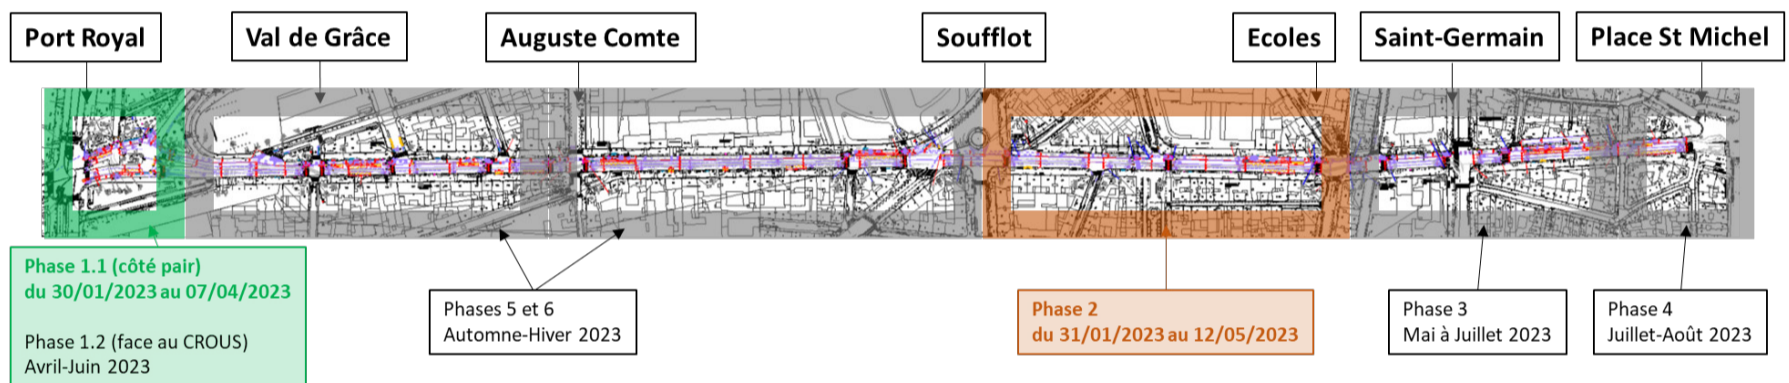 Port Royal
Val de Grâce
Auguste Comte
Soufflot
Ecoles
Saint-Germain
Place St Michel
Phase 1.1 (côté pair)
du 30/01/2023 au 07/04/2023
Phase 1.2 (face au CROUS)
Avril-Juin 2023
Phases 5 et 6
Automne-Hiver 2023
Phase 2
du 31/01/2023 au 12/05/2023
Phase 3
Mai à Juillet 2023
Phase 4
Juillet-Août 2023